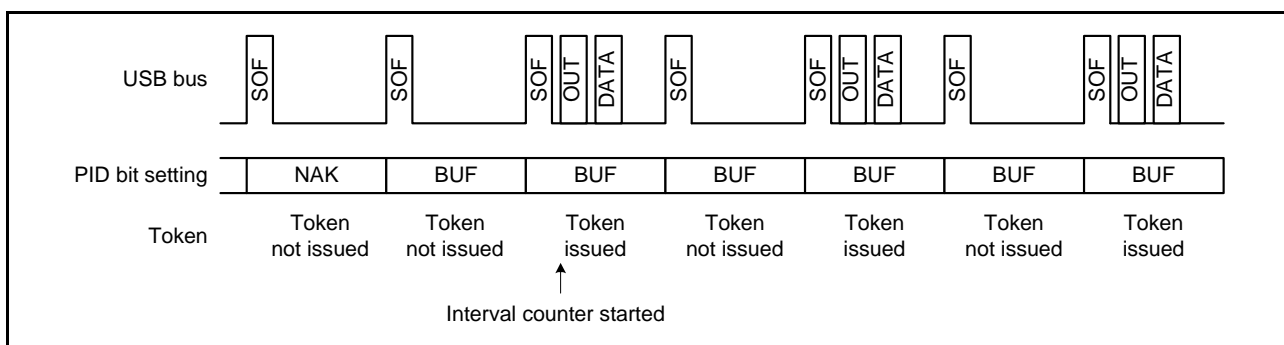 USB bus SOF SOF SOF OUT DATA SOF SOF OUT DATA SOF SOF OUT DATA
PID bit setting NAK BUF BUF BUF BUF BUF BUF
Token Token not issued Token not issued Token issued Token not issued Token issued Token not issued Token issued
Interval counter started